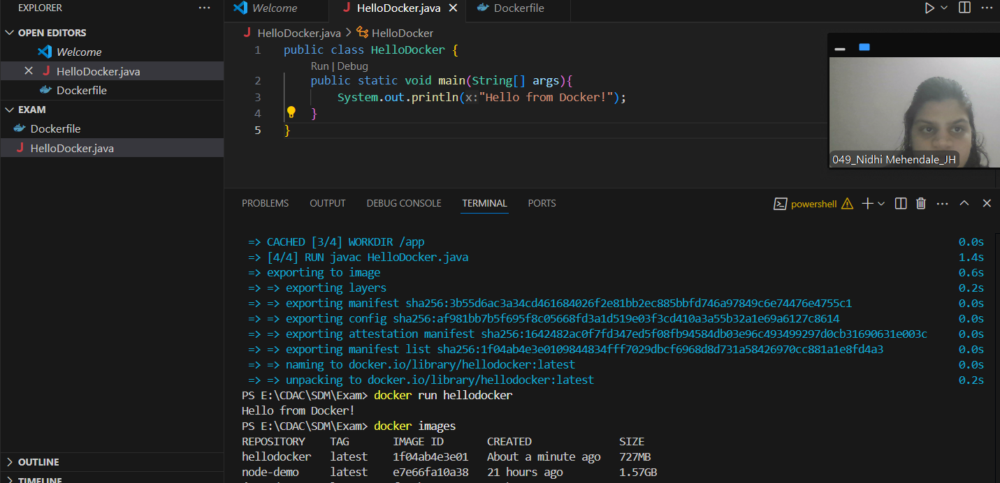 EXPLORER
OPEN EDITORS
Welcome
HelloDocker.java
Dockerfile
EXAM
Dockerfile
HelloDocker.java
OUTLINE
TIMELINE
Welcome HelloDocker.java Dockerfile
HelloDocker.java > HelloDocker
1 public class HelloDocker {
Run | Debug
2 public static void main(String[] args){
3 System.out.println(x:"Hello from Docker!");
4 }
5 }
049_Nidhi Mehendale_JH
PROBLEMS OUTPUT DEBUG CONSOLE TERMINAL PORTS
powershell
=> CACHED [3/4] WORKDIR /app 0.0s
=> [4/4] RUN javac HelloDocker.java 1.4s
=> exporting to image 0.6s
=> => exporting layers 0.2s
=> => exporting manifest sha256:3b55d6ac3a34cd461684026f2e81bb2ec885bbfd746a97849c6e74476e4755c1 0.0s
=> => exporting config sha256:af981bb7b5f695f8c05668fd3a1d519e03f3cd410a3a55b32a1e69a6127c8614 0.0s
=> => exporting attestation manifest sha256:1642482ac0f7fd347ed5f08fb94584db03e96c493499297d0cb31690631e003c 0.0s
=> => exporting manifest list sha256:1f04ab4e3e0109844834fff7029dbcf6968d8d731a58426970cc881a1e8fd4a3 0.0s
=> => naming to docker.io/library/hellodocker:latest 0.0s
=> => unpacking to docker.io/library/hellodocker:latest 0.2s
PS E:\CDAC\SDM\Exam> docker run hellodocker
Hello from Docker!
PS E:\CDAC\SDM\Exam> docker images
REPOSITORY TAG IMAGE ID CREATED SIZE
hellodocker latest 1f04ab4e3e01 About a minute ago 727MB
node-demo latest e7e66fa10a38 21 hours ago 1.57GB